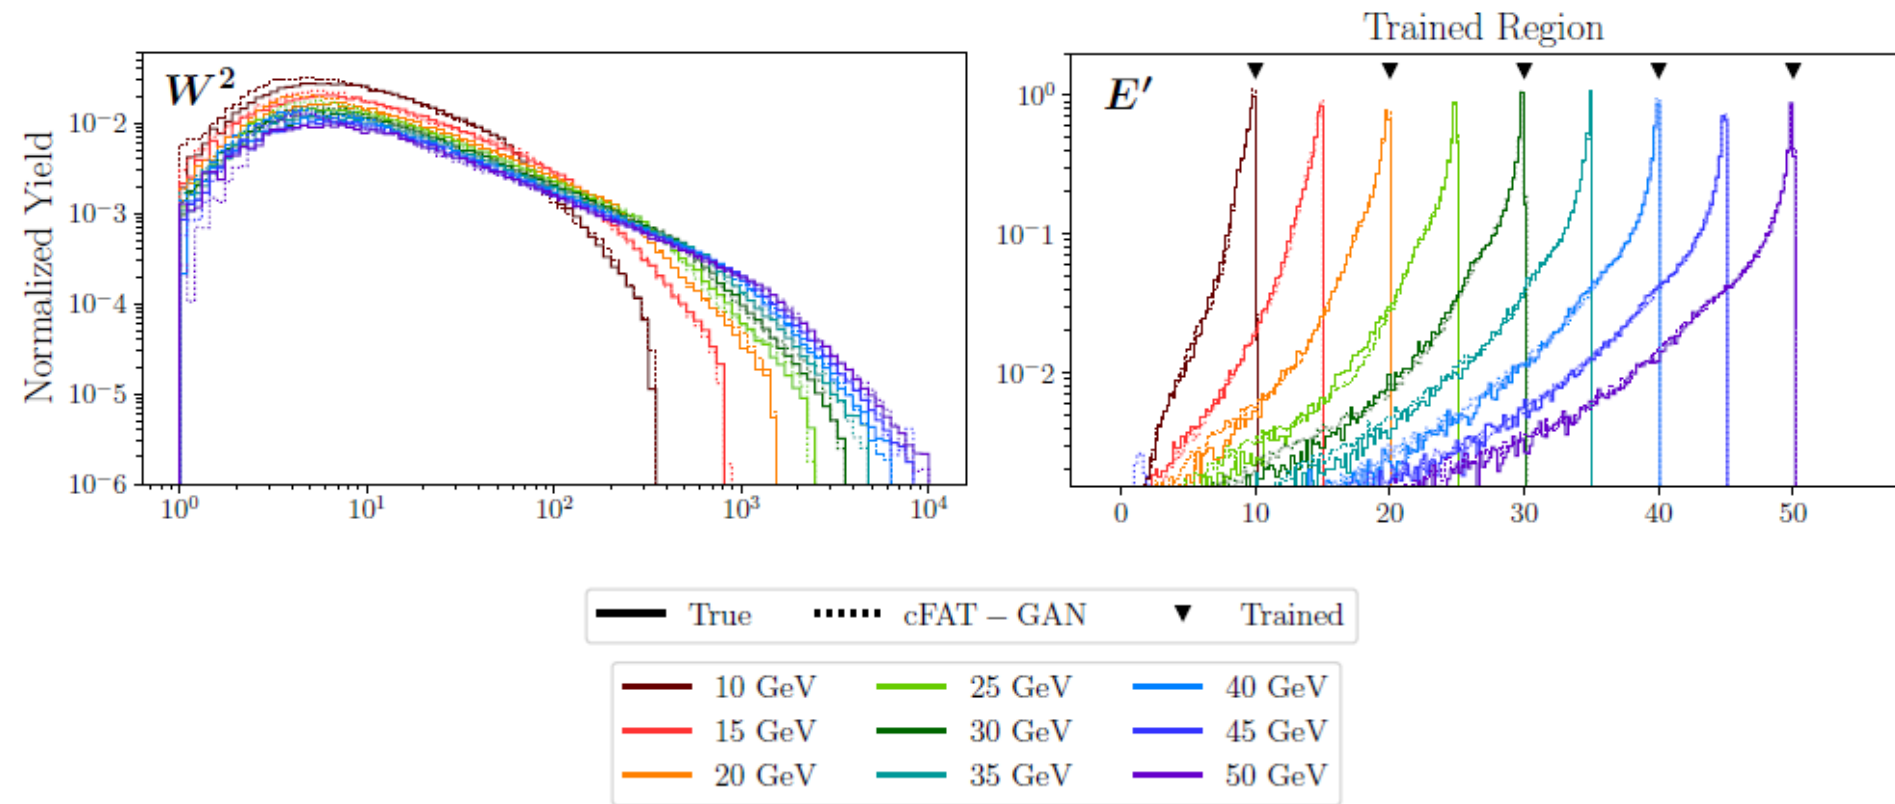 Trained Region
W²
E′
Normalized Yield
10⁻²
10⁻³
10⁻⁴
10⁻⁵
10⁻⁶
10⁰ 10¹ 10² 10³ 10⁴
10⁰
10⁻¹
10⁻²
0 10 20 30 40 50
True cFAT – GAN Trained
10 GeV 25 GeV 40 GeV
15 GeV 30 GeV 45 GeV
20 GeV 35 GeV 50 GeV